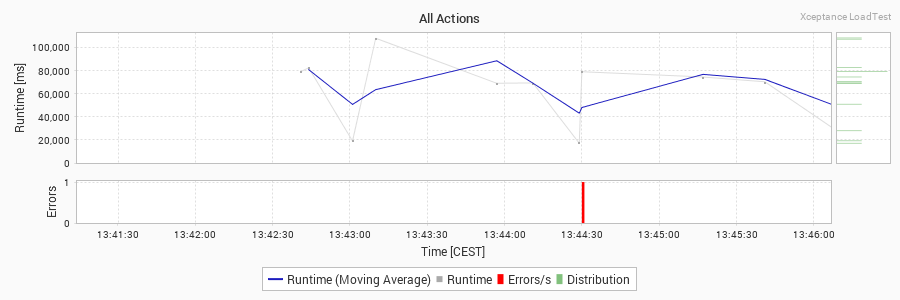 All Actions
Xceptance LoadTest
Runtime [ms]
100,000
80,000
60,000
40,000
20,000
0
Errors
1
0
13:41:30 13:42:00 13:42:30 13:43:00 13:43:30 13:44:00 13:44:30 13:45:00 13:45:30 13:46:00
Time [CEST]
Runtime (Moving Average) Runtime Errors/s Distribution